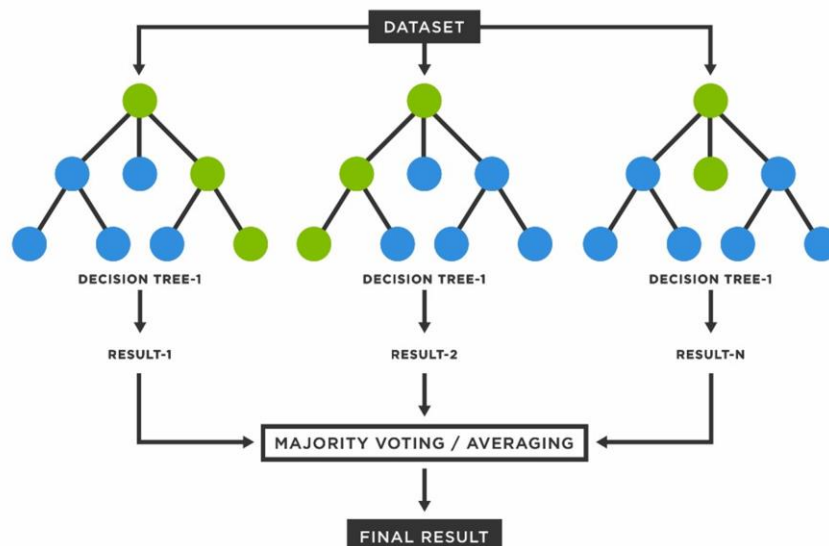 DATASET
DECISION TREE-1
DECISION TREE-1
DECISION TREE-1
RESULT-1
RESULT-2
RESULT-N
MAJORITY VOTING / AVERAGING
FINAL RESULT